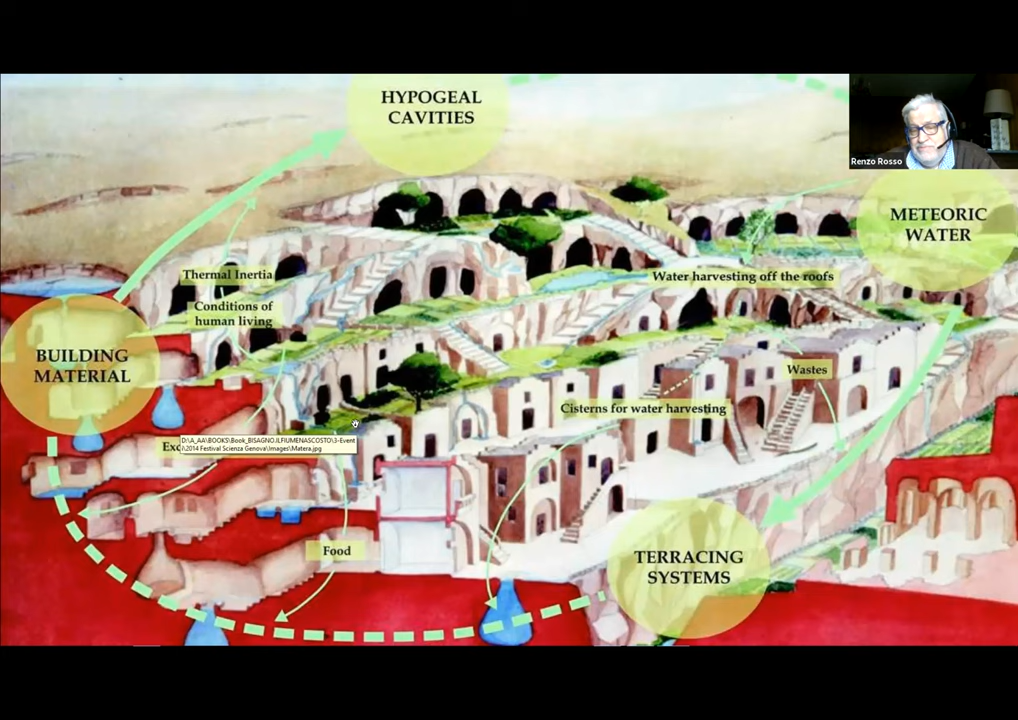 HYPOGEAL
CAVITIES
Renzo Rosso
METEORIC
WATER
Thermal Inertia
Water harvesting off the roofs
Conditions of
human living
BUILDING
MATERIAL
Wastes
Cisterns for water harvesting
D:\A_AA\BOOKS\Book_BISAGNO.ILFIUMENASCOSTO\3-Event
\2014 Festival Scienza Genova\Images\Matera.jpg
Food
TERRACING
SYSTEMS